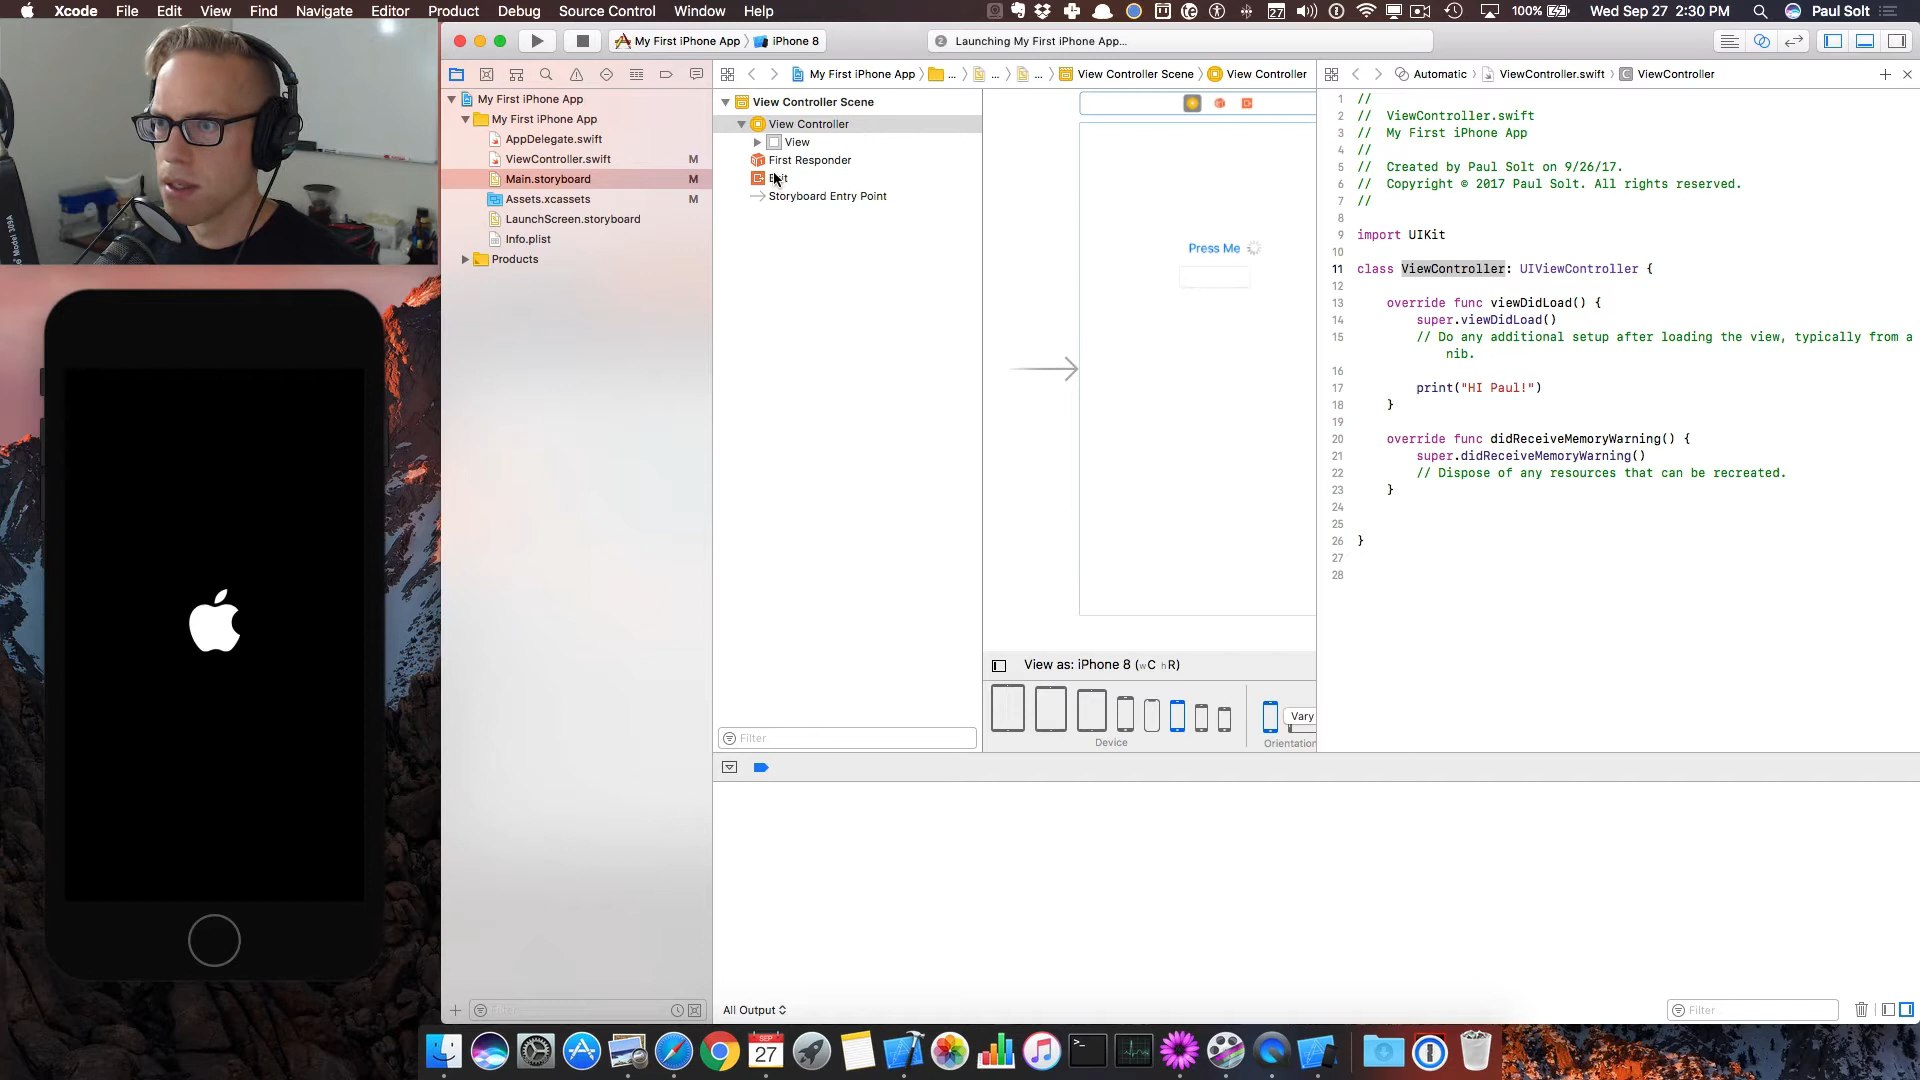 Xcode File Edit View Find Navigate Editor Product Debug Source Control Window Help
27
100%
Wed Sep 27 2:30 PM
Paul Solt
My First iPhone App
iPhone 8
2
Launching My First iPhone App...
My First iPhone App
...
...
...
View Controller Scene
View Controller
Automatic
ViewController.swift
ViewController
My First iPhone App
My First iPhone App
AppDelegate.swift
ViewController.swift M
Main.storyboard M
Assets.xcassets M
LaunchScreen.storyboard
Info.plist
Products
Filter
View Controller Scene
View Controller
View
First Responder
Storyboard Entry Point
Filter
Press Me
View as: iPhone 8 (wC hR)
Device
Vary
Orientation
1 //
2 // ViewController.swift
3 // My First iPhone App
4 //
5 // Created by Paul Solt on 9/26/17.
6 // Copyright © 2017 Paul Solt. All rights reserved.
7 //
8
9 import UIKit
10
11 class ViewController: UIViewController {
12
13 override func viewDidLoad() {
14 super.viewDidLoad()
15 // Do any additional setup after loading the view, typically from a
nib.
16
17 print("HI Paul!")
18 }
19
20 override func didReceiveMemoryWarning() {
21 super.didReceiveMemoryWarning()
22 // Dispose of any resources that can be recreated.
23 }
24
25
26 }
27
28
All Output
Filter
SEP
27